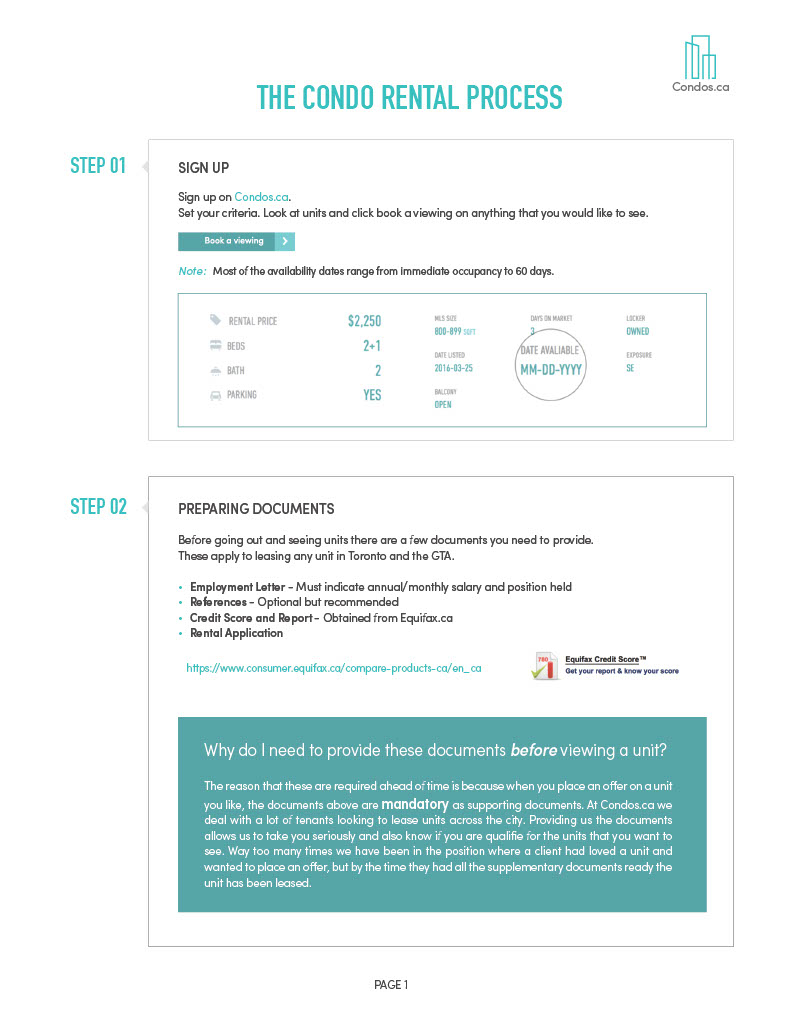 Condos.ca
THE CONDO RENTAL PROCESS
STEP 01
SIGN UP
Sign up on Condos.ca.
Set your criteria. Look at units and click book a viewing on anything that you would like to see.
Book a viewing
Note: Most of the availability dates range from immediate occupancy to 60 days.
RENTAL PRICE $2,250
BEDS 2+1
BATH 2
PARKING YES
MLS SIZE
800-899 SQFT
DATE LISTED
2016-03-25
BALCONY
OPEN
DAYS ON MARKET
3
DATE AVALIABLE
MM-DD-YYYY
LOCKER
OWNED
EXPOSURE
SE
STEP 02
PREPARING DOCUMENTS
Before going out and seeing units there are a few documents you need to provide.
These apply to leasing any unit in Toronto and the GTA.
• Employment Letter - Must indicate annual/monthly salary and position held
• References - Optional but recommended
• Credit Score and Report - Obtained from Equifax.ca
• Rental Application
https://www.consumer.equifax.ca/compare-products-ca/en_ca
780
Equifax Credit Score™
Get your report & know your score
Why do I need to provide these documents before viewing a unit?
The reason that these are required ahead of time is because when you place an offer on a unit
you like, the documents above are mandatory as supporting documents. At Condos.ca we
deal with a lot of tenants looking to lease units across the city. Providing us the documents
allows us to take you seriously and also know if you are qualifie for the units that you want to
see. Way too many times we have been in the position where a client had loved a unit and
wanted to place an offer, but by the time they had all the supplementary documents ready the
unit has been leased.
PAGE 1